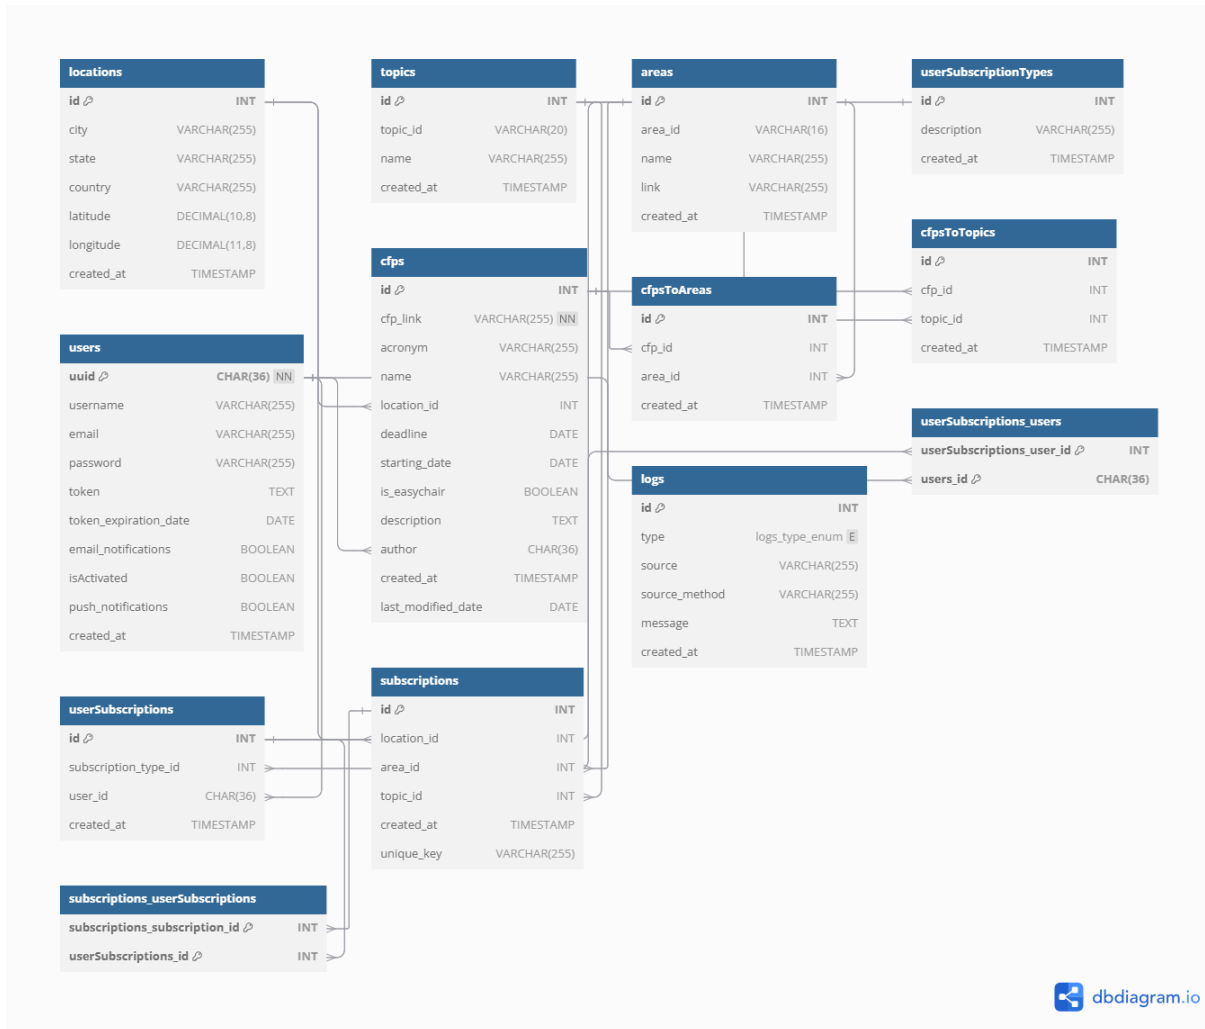 locations
id INT
city VARCHAR(255)
state VARCHAR(255)
country VARCHAR(255)
latitude DECIMAL(10,8)
longitude DECIMAL(11,8)
created_at TIMESTAMP
topics
id INT
topic_id VARCHAR(20)
name VARCHAR(255)
created_at TIMESTAMP
areas
id INT
area_id VARCHAR(16)
name VARCHAR(255)
link VARCHAR(255)
created_at TIMESTAMP
userSubscriptionTypes
id INT
description VARCHAR(255)
created_at TIMESTAMP
cfpsToTopics
id INT
cfp_id INT
topic_id INT
created_at TIMESTAMP
cfps
id INT
cfp_link VARCHAR(255) NN
acronym VARCHAR(255)
name VARCHAR(255)
location_id INT
deadline DATE
starting_date DATE
is_easychair BOOLEAN
description TEXT
author CHAR(36)
created_at TIMESTAMP
last_modified_date DATE
cfpsToAreas
id INT
cfp_id INT
area_id INT
created_at TIMESTAMP
users
uuid CHAR(36) NN
username VARCHAR(255)
email VARCHAR(255)
password VARCHAR(255)
token TEXT
token_expiration_date DATE
email_notifications BOOLEAN
isActivated BOOLEAN
push_notifications BOOLEAN
created_at TIMESTAMP
userSubscriptions_users
userSubscriptions_user_id INT
users_id CHAR(36)
logs
id INT
type logs_type_enum E
source VARCHAR(255)
source_method VARCHAR(255)
message TEXT
created_at TIMESTAMP
subscriptions
id INT
location_id INT
area_id INT
topic_id INT
created_at TIMESTAMP
unique_key VARCHAR(255)
userSubscriptions
id INT
subscription_type_id INT
user_id CHAR(36)
created_at TIMESTAMP
subscriptions_userSubscriptions
subscriptions_subscription_id INT
userSubscriptions_id INT
dbdiagram.io